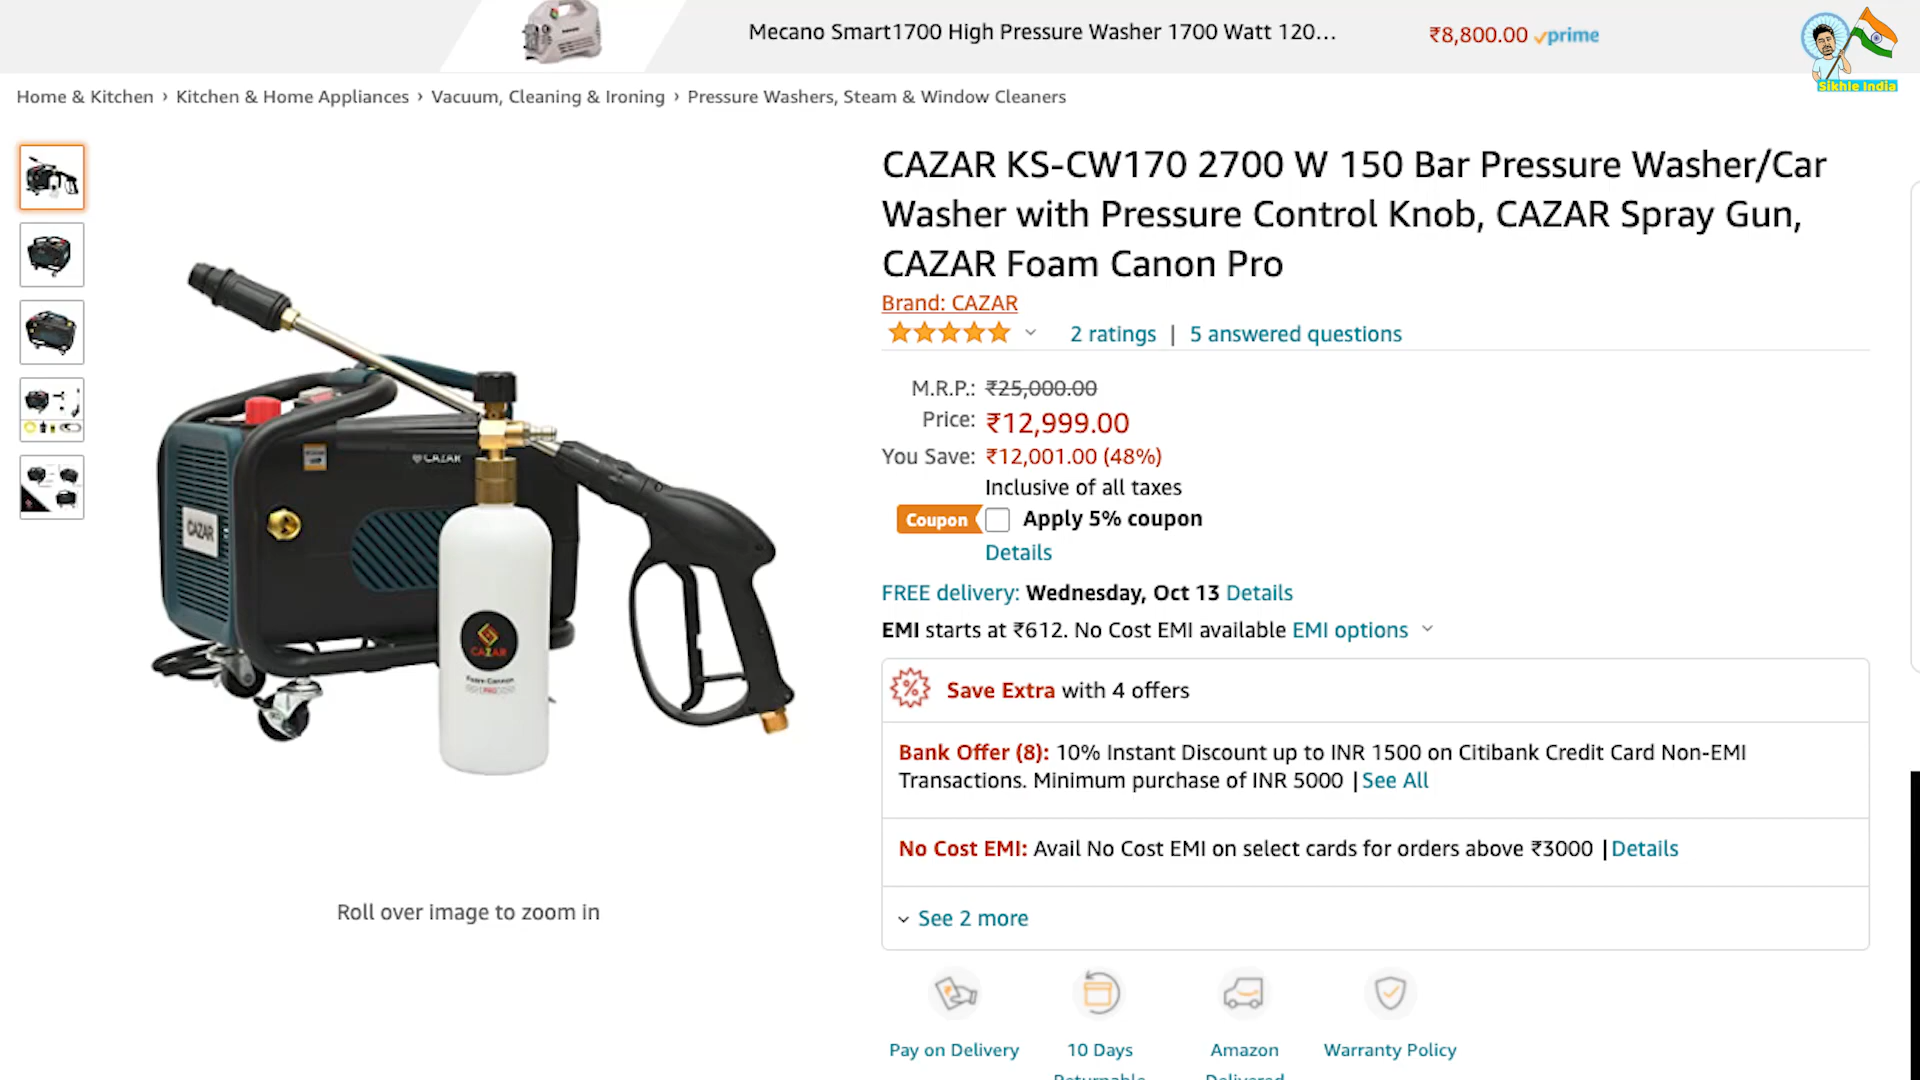 Mecano Smart1700 High Pressure Washer 1700 Watt 120...
₹8,800.00 prime
Sikhle India
Home & Kitchen › Kitchen & Home Appliances › Vacuum, Cleaning & Ironing › Pressure Washers, Steam & Window Cleaners
CAZAR KS-CW170 2700 W 150 Bar Pressure Washer/Car
Washer with Pressure Control Knob, CAZAR Spray Gun,
CAZAR Foam Canon Pro
Brand: CAZAR
2 ratings | 5 answered questions
M.R.P.: ₹25,000.00
Price: ₹12,999.00
You Save: ₹12,001.00 (48%)
Inclusive of all taxes
Coupon Apply 5% coupon
Details
FREE delivery: Wednesday, Oct 13 Details
EMI starts at ₹612. No Cost EMI available EMI options
Save Extra with 4 offers
Bank Offer (8): 10% Instant Discount up to INR 1500 on Citibank Credit Card Non-EMI
Transactions. Minimum purchase of INR 5000 | See All
No Cost EMI: Avail No Cost EMI on select cards for orders above ₹3000 | Details
See 2 more
Pay on Delivery
10 Days
Returnable
Amazon
Delivered
Warranty Policy
CAZAR
CAZAR
CAZAR
Foam Cannon
Roll over image to zoom in